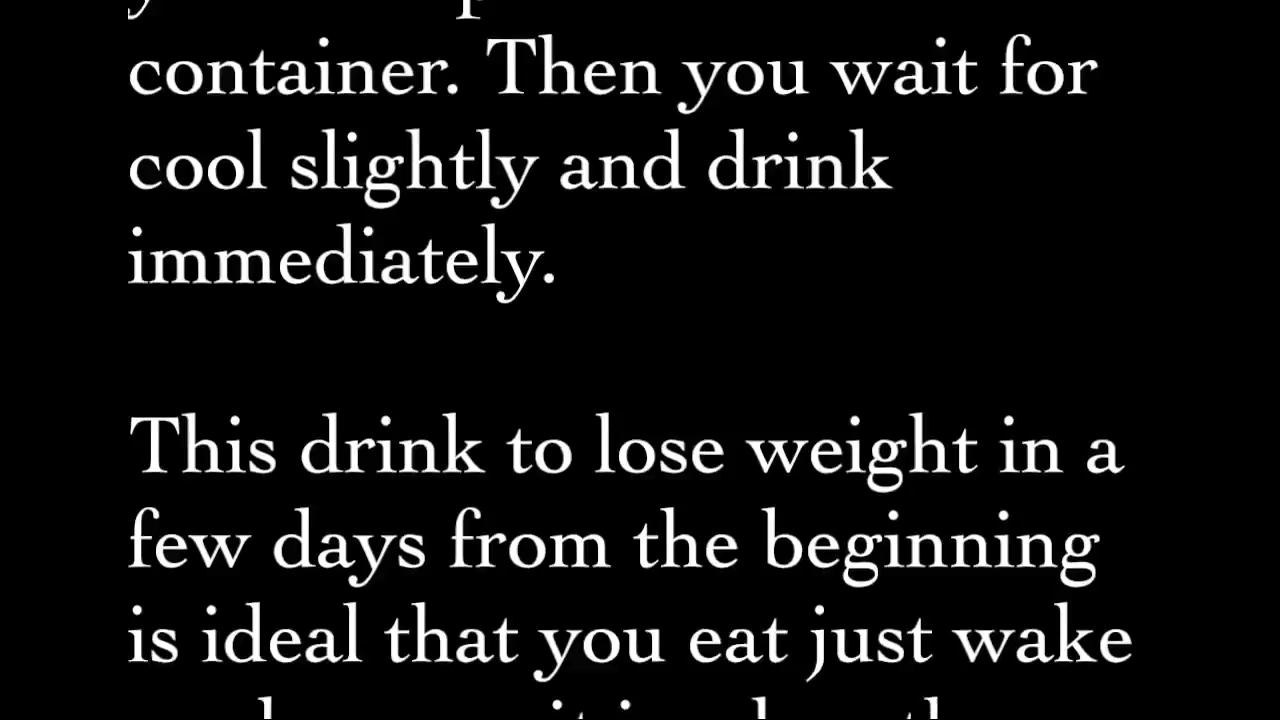 container. Then you wait for
cool slightly and drink
immediately.
This drink to lose weight in a
few days from the beginning
is ideal that you eat just wake